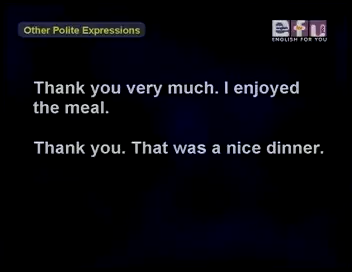 Other Polite Expressions
efu
ENGLISH FOR YOU
Thank you very much. I enjoyed
the meal.
Thank you. That was a nice dinner.